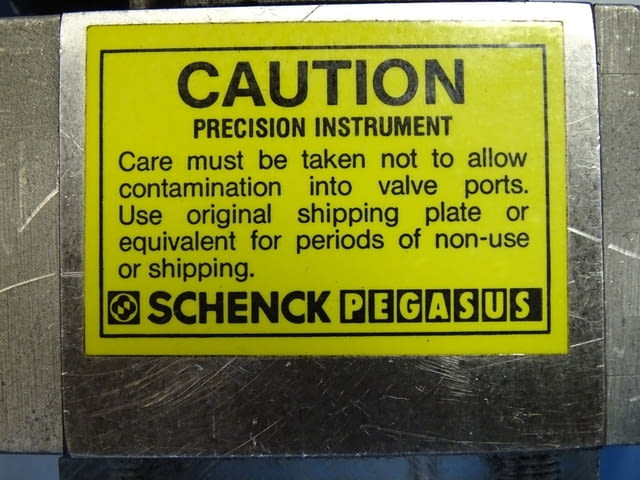 CAUTION
PRECISION INSTRUMENT
Care must be taken not to allow
contamination into valve ports.
Use original shipping plate or
equivalent for periods of non-use
or shipping.
SCHENCK PEGASUS